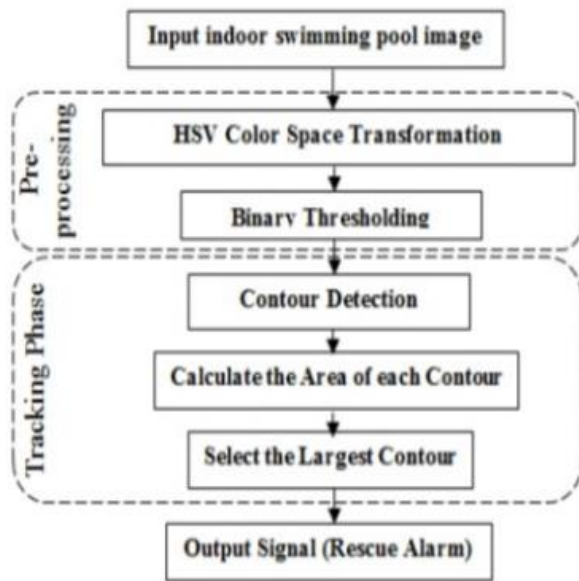 Input indoor swimming pool image
Pre-
processing
HSV Color Space Transformation
Binary Thresholding
Tracking Phase
Contour Detection
Calculate the Area of each Contour
Select the Largest Contour
Output Signal (Rescue Alarm)